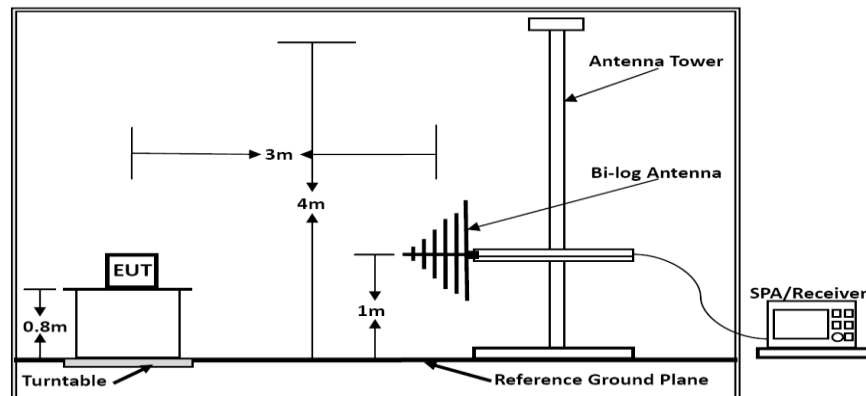 Antenna Tower
3m
Bi-log Antenna
4m
EUT
1m
0.8m
SPA/Receiver
Turntable
Reference Ground Plane